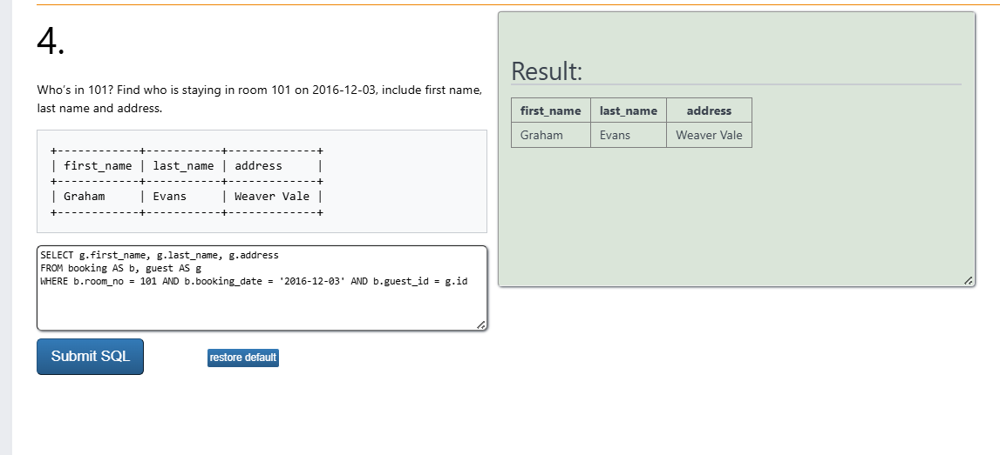 4.
Who's in 101? Find who is staying in room 101 on 2016-12-03, include first name,
last name and address.
+------------+-----------+-------------+
| first_name | last_name | address     |
+------------+-----------+-------------+
| Graham     | Evans     | Weaver Vale |
+------------+-----------+-------------+
SELECT g.first_name, g.last_name, g.address
FROM booking AS b, guest AS g
WHERE b.room_no = 101 AND b.booking_date = '2016-12-03' AND b.guest_id = g.id
Submit SQL
restore default
Result:
first_name last_name address
Graham Evans Weaver Vale